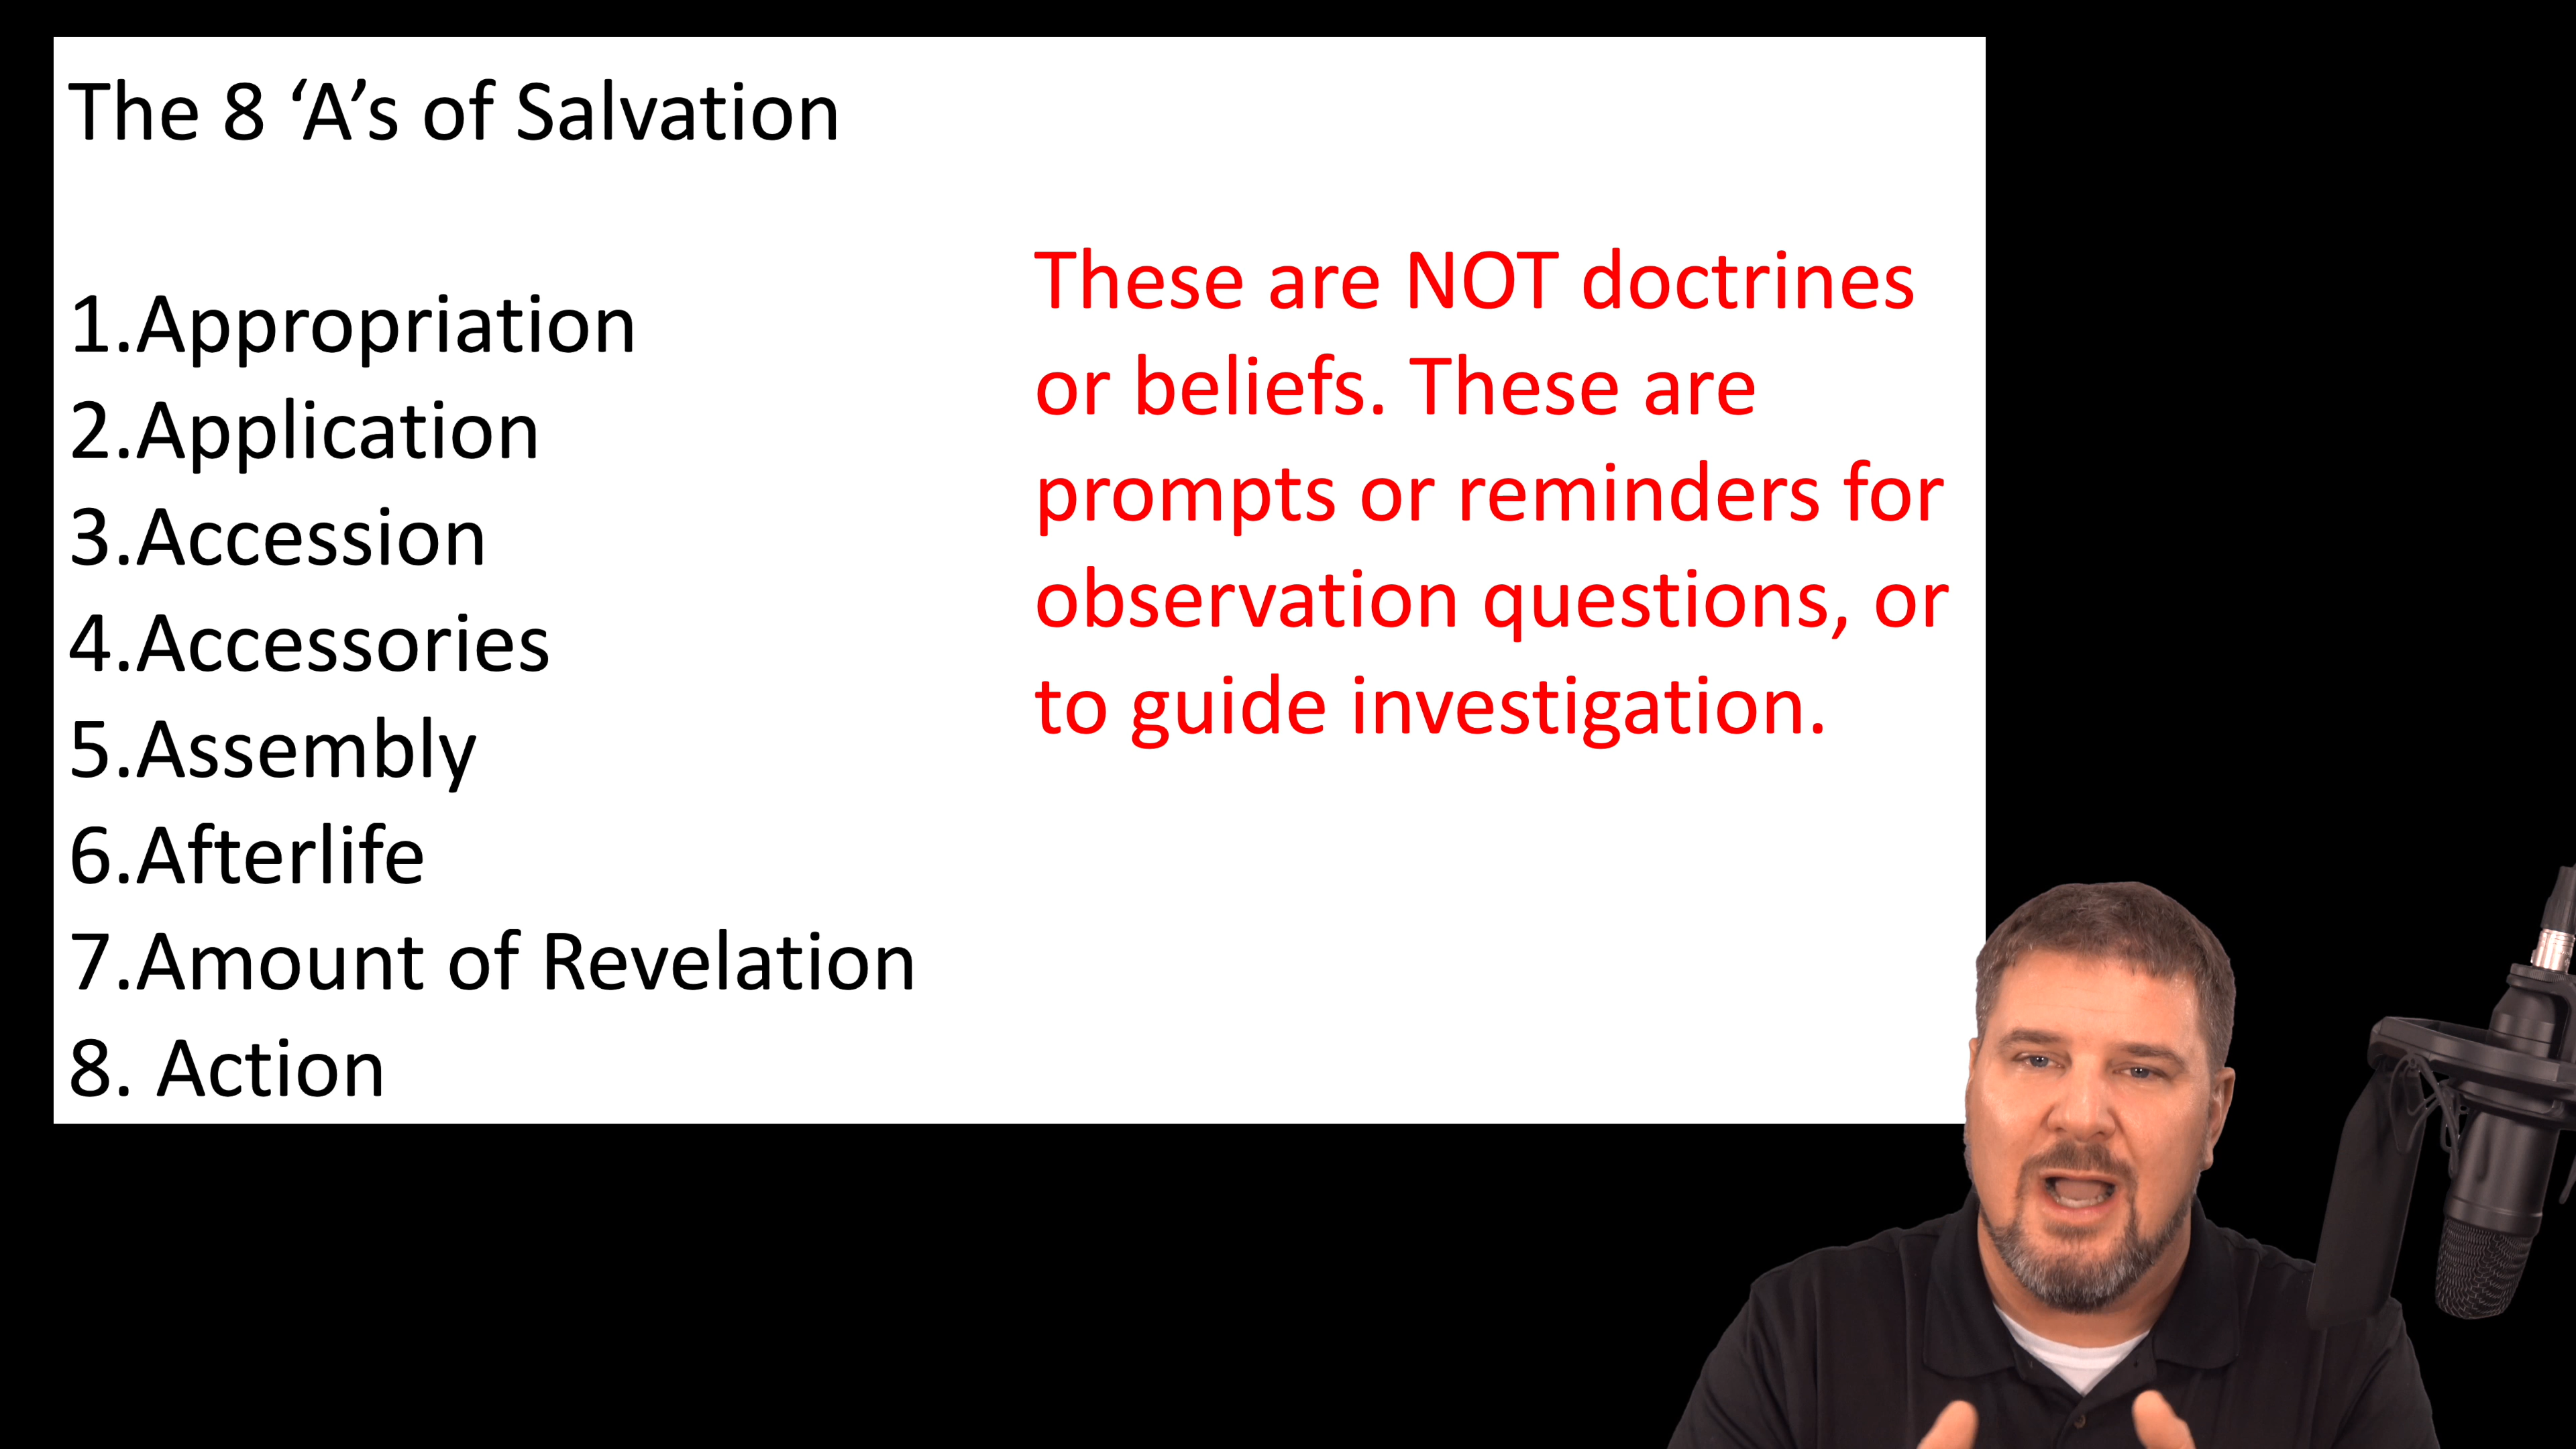 The 8 ‘A’s of Salvation
1.Appropriation
2.Application
3.Accession
4.Accessories
5.Assembly
6.Afterlife
7.Amount of Revelation
8. Action
These are NOT doctrines
or beliefs. These are
prompts or reminders for
observation questions, or
to guide investigation.